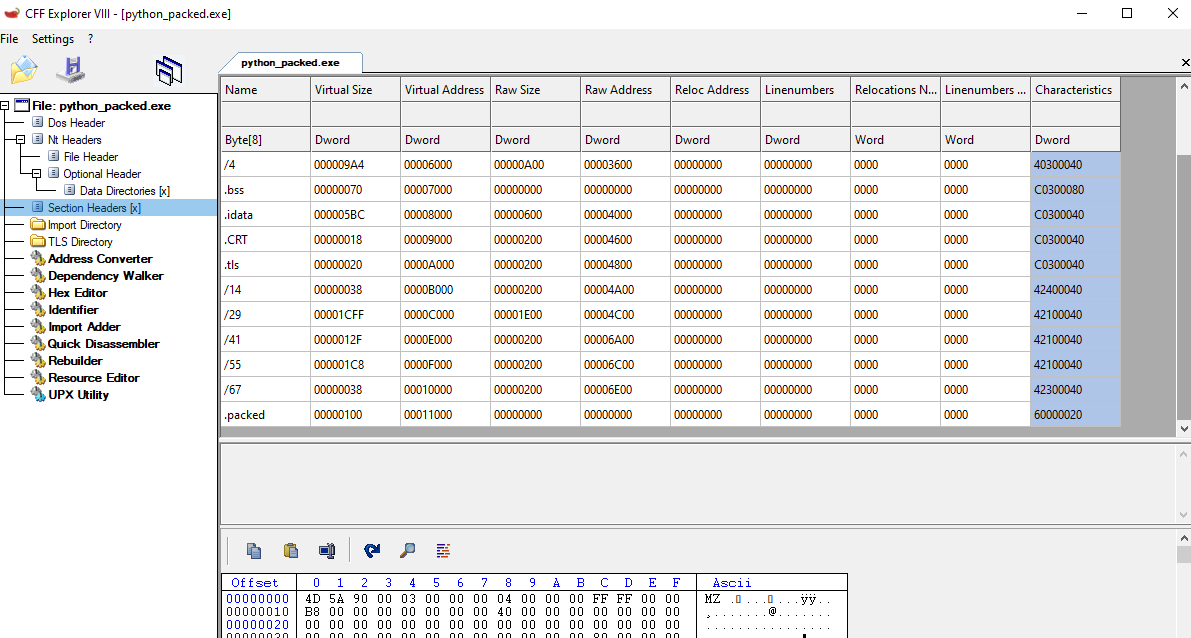 CFF Explorer VIII - [python_packed.exe]
File Settings ?
python_packed.exe
File: python_packed.exe
Dos Header
Nt Headers
File Header
Optional Header
Data Directories [x]
Section Headers [x]
Import Directory
TLS Directory
Address Converter
Dependency Walker
Hex Editor
Identifier
Import Adder
Quick Disassembler
Rebuilder
Resource Editor
UPX Utility
Name Virtual Size Virtual Address Raw Size Raw Address Reloc Address Linenumbers Relocations N... Linenumbers ... Characteristics
Byte[8] Dword Dword Dword Dword Dword Dword Word Word Dword
/4 000009A4 00006000 00000A00 00003600 00000000 00000000 0000 0000 40300040
.bss 00000070 00007000 00000000 00000000 00000000 00000000 0000 0000 C0300080
.idata 000005BC 00008000 00000600 00004000 00000000 00000000 0000 0000 C0300040
.CRT 00000018 00009000 00000200 00004600 00000000 00000000 0000 0000 C0300040
.tls 00000020 0000A000 00000200 00004800 00000000 00000000 0000 0000 C0300040
/14 00000038 0000B000 00000200 00004A00 00000000 00000000 0000 0000 42400040
/29 00001CFF 0000C000 00001E00 00004C00 00000000 00000000 0000 0000 42100040
/41 0000012F 0000E000 00000200 00006A00 00000000 00000000 0000 0000 42100040
/55 000001C8 0000F000 00000200 00006C00 00000000 00000000 0000 0000 42100040
/67 00000038 00010000 00000200 00006E00 00000000 00000000 0000 0000 42300040
.packed 00000100 00011000 00000000 00000000 00000000 00000000 0000 0000 60000020
Offset 0 1 2 3 4 5 6 7 8 9 A B C D E F Ascii
00000000 4D 5A 90 00 03 00 00 00 04 00 00 00 FF FF 00 00 MZ .▯...▯...ÿÿ..
00000010 B8 00 00 00 00 00 00 00 40 00 00 00 00 00 00 00 ¸.......@.......
00000020 00 00 00 00 00 00 00 00 00 00 00 00 00 00 00 00 ................